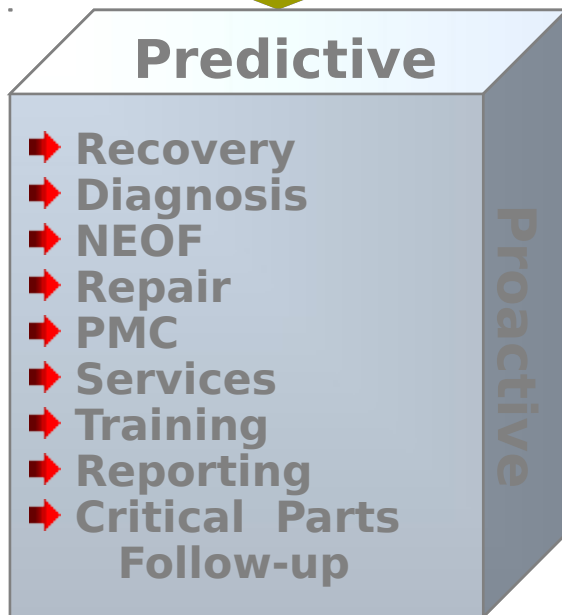 Predictive
Recovery
Diagnosis
NEOF
Repair
PMC
Services
Training
Reporting
Critical Parts
Follow-up
Proactive